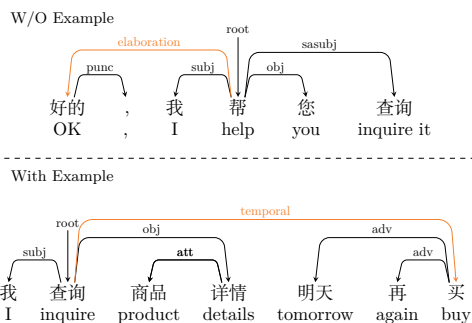 W/O Example
root
elaboration
sasubj
punc
subj
obj
好的 , 我 帮 您 查询
OK , I help you inquire it
With Example
temporal
root
obj
adv
subj
att
adv
我 查询 商品 详情 明天 再 买
I inquire product details tomorrow again buy